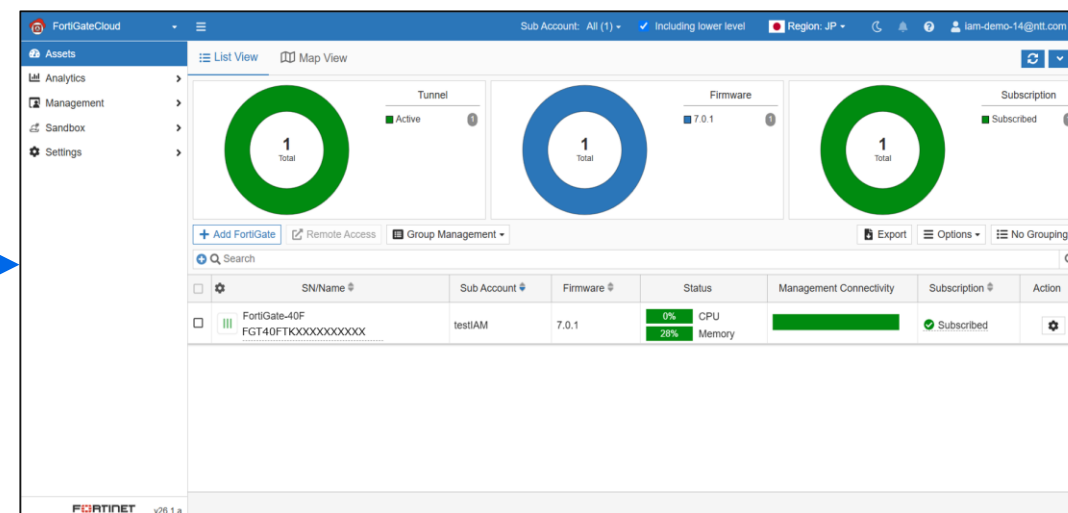 FortiGateCloud
Sub Account: All (1)
Including lower level
Region: JP
iam-demo-14@ntt.com
Assets
Analytics
Management
Sandbox
Settings
List View
Map View
Tunnel
Active 1
1
Total
Firmware
7.0.1 1
1
Total
Subscription
Subscribed
1
Total
+ Add FortiGate
Remote Access
Group Management
Export
Options
No Grouping
Search
SN/Name
Sub Account
Firmware
Status
Management Connectivity
Subscription
Action
FortiGate-40F
FGT40FTKXXXXXXXXXX
testIAM
7.0.1
0% CPU
28% Memory
Subscribed
FORTINET v26.1.a